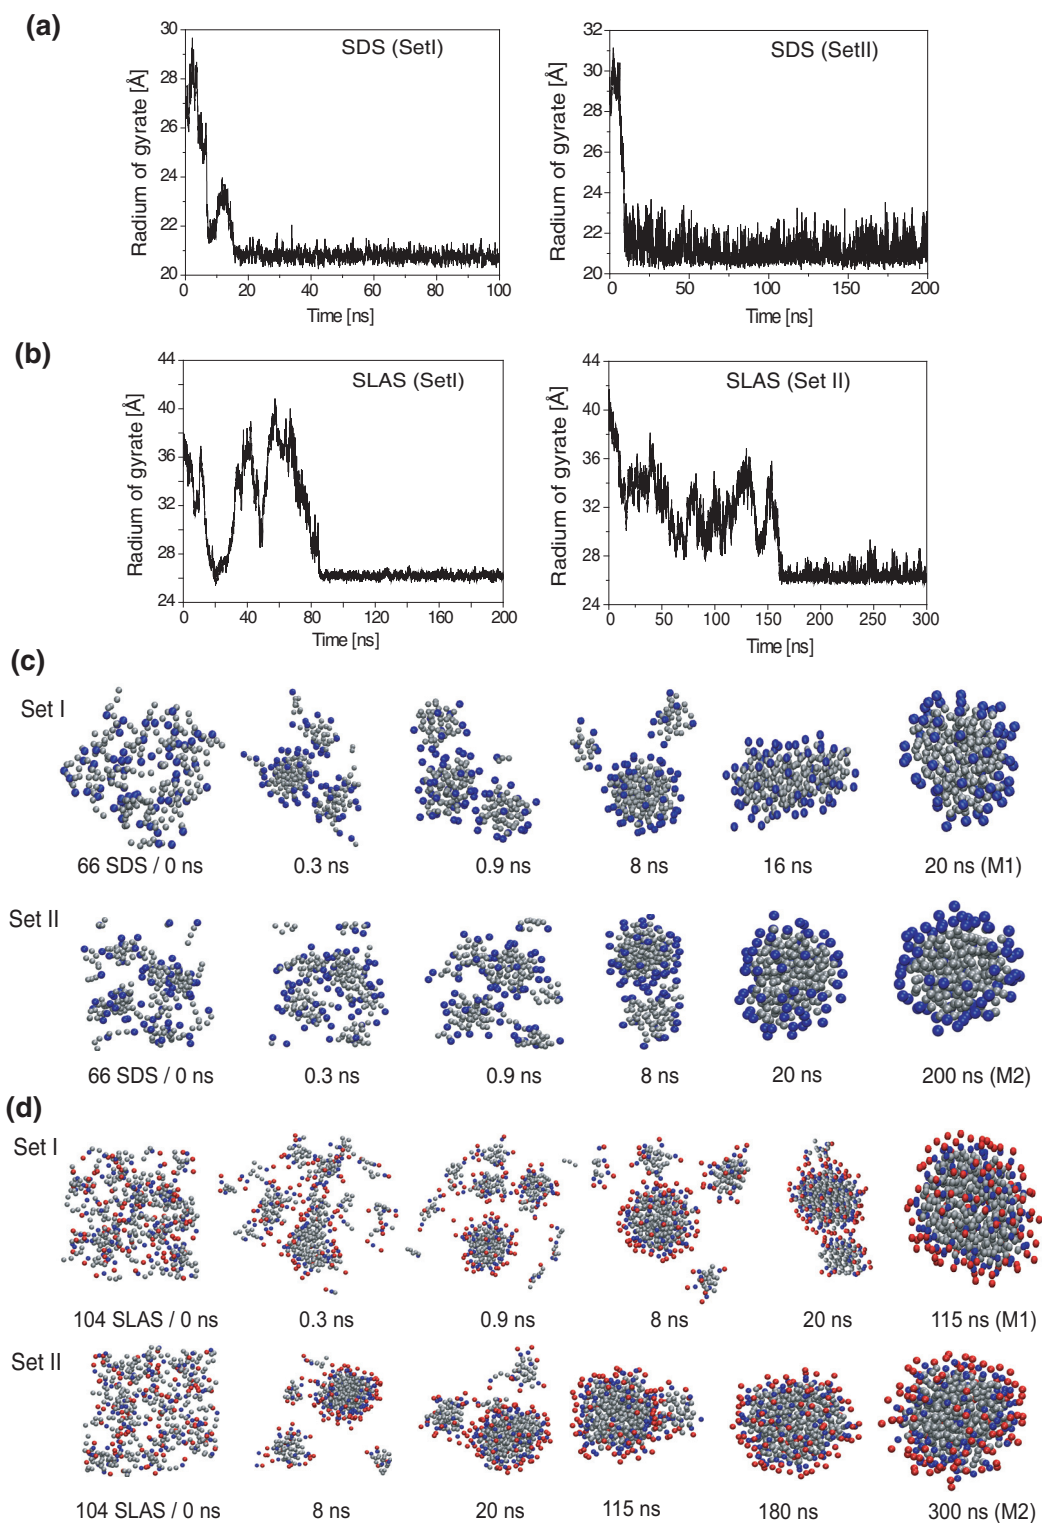 (a)
SDS (SetI)
Radium of gyrate [Å]
30
28
26
24
22
20
0
20
40
60
80
100
Time [ns]
SDS (SetII)
Radium of gyrate [Å]
32
30
28
26
24
22
20
0
50
100
150
200
Time [ns]
(b)
SLAS (SetI)
Radium of gyrate [Å]
44
40
36
32
28
24
0
40
80
120
160
200
Time [ns]
SLAS (Set II)
Radium of gyrate [Å]
44
40
36
32
28
24
0
50
100
150
200
250
300
Time [ns]
(c)
Set I
66 SDS / 0 ns
0.3 ns
0.9 ns
8 ns
16 ns
20 ns (M1)
Set II
66 SDS / 0 ns
0.3 ns
0.9 ns
8 ns
20 ns
200 ns (M2)
(d)
Set I
104 SLAS / 0 ns
0.3 ns
0.9 ns
8 ns
20 ns
115 ns (M1)
Set II
104 SLAS / 0 ns
8 ns
20 ns
115 ns
180 ns
300 ns (M2)